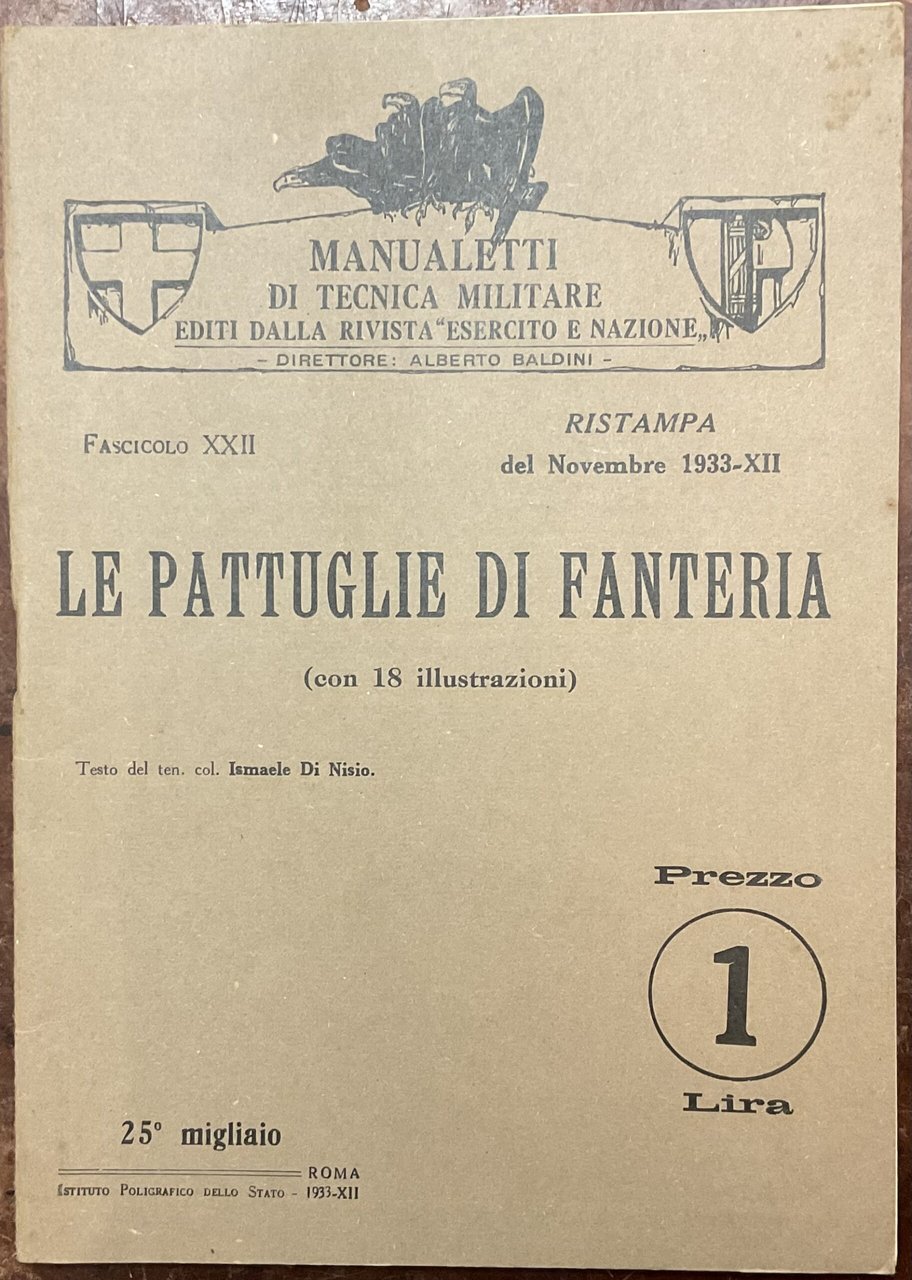 MANUALETTI
DI TECNICA MILITARE
EDITI DALLA RIVISTA “ESERCITO E NAZIONE„
- DIRETTORE: ALBERTO BALDINI -
FASCICOLO XXII
RISTAMPA
del Novembre 1933-XII
LE PATTUGLIE DI FANTERIA
(con 18 illustrazioni)
Testo del ten. col. Ismaele Di Nisio.
Prezzo
1
Lira
25º migliaio
ROMA
ISTITUTO POLIGRAFICO DELLO STATO - 1933-XII